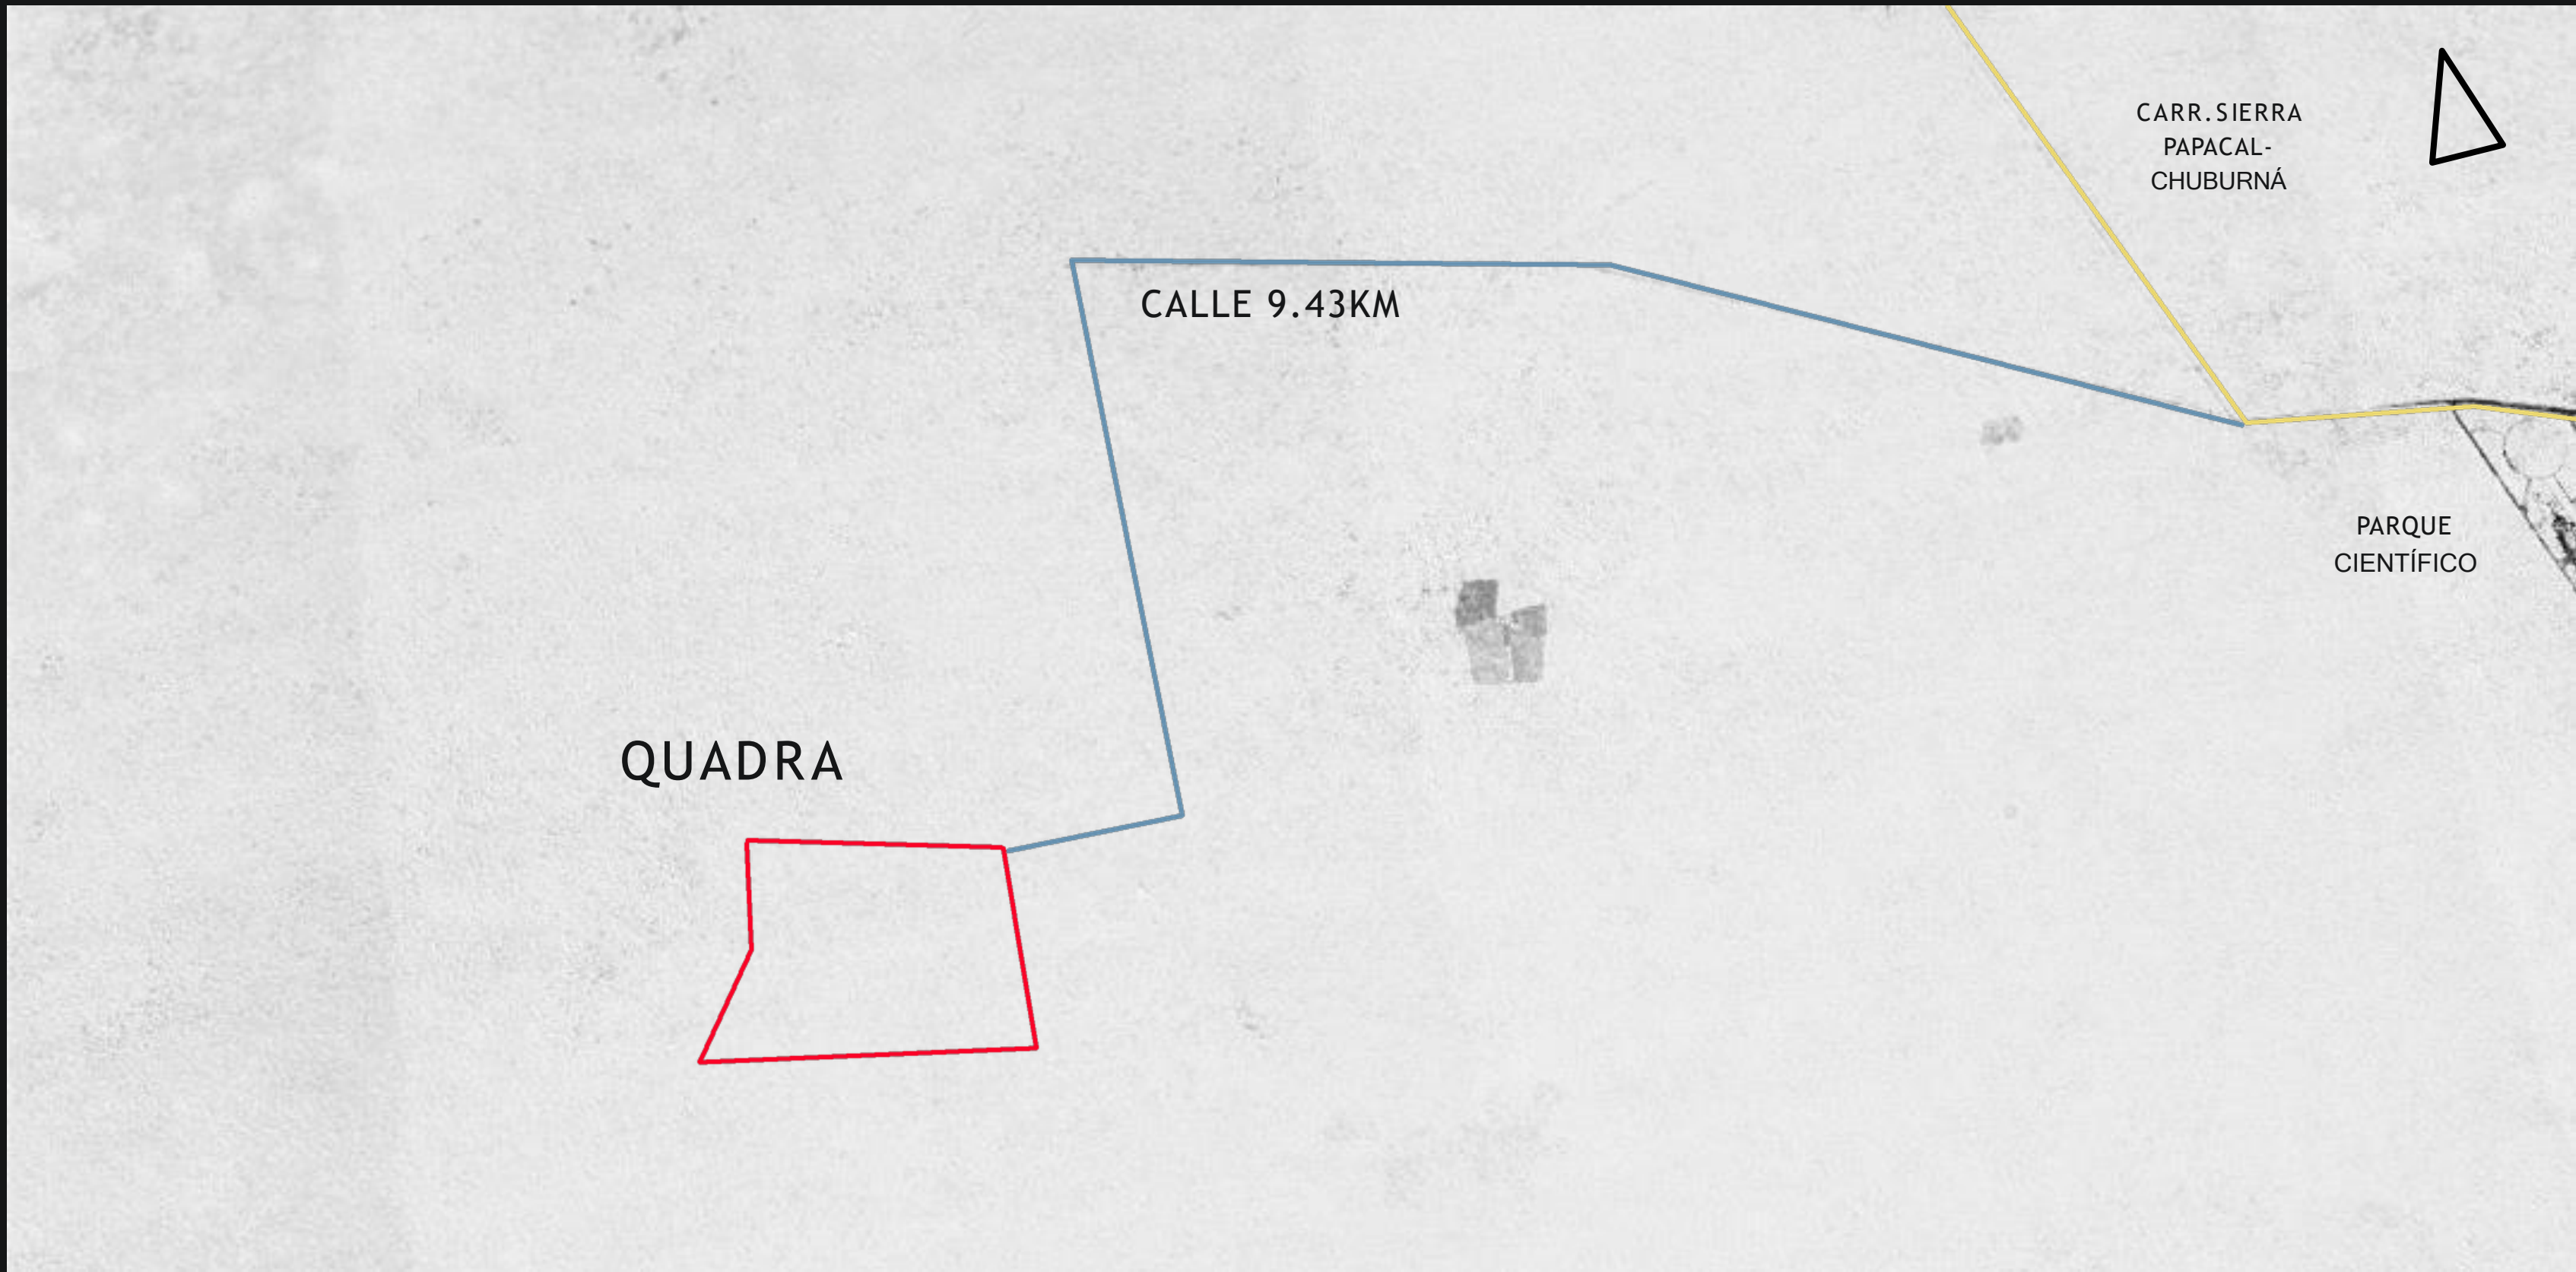 CARR.SIERRA
PAPACAL-
CHUBURNÁ
CALLE 9.43KM
PARQUE
CIENTÍFICO
QUADRA